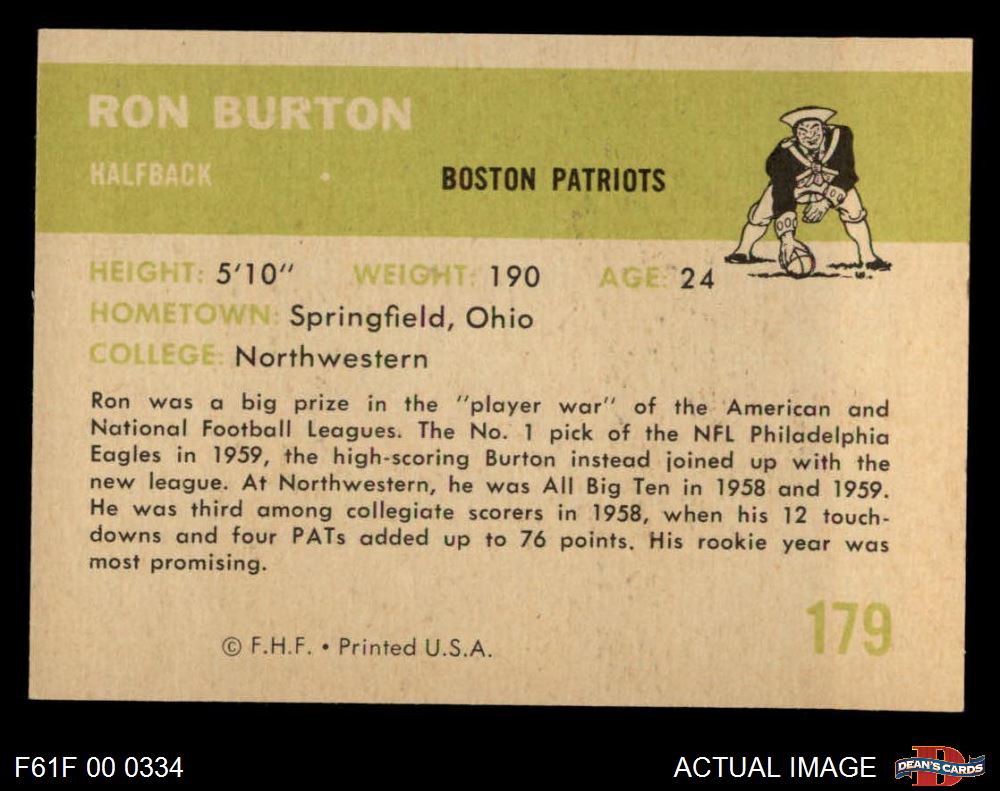 RON BURTON
HALFBACK
BOSTON PATRIOTS
HEIGHT: 5'10" WEIGHT: 190 AGE: 24
HOMETOWN: Springfield, Ohio
COLLEGE: Northwestern
Ron was a big prize in the "player war" of the American and
National Football Leagues. The No. 1 pick of the NFL Philadelphia
Eagles in 1959, the high-scoring Burton instead joined up with the
new league. At Northwestern, he was All Big Ten in 1958 and 1959.
He was third among collegiate scorers in 1958, when his 12 touch-
downs and four PATs added up to 76 points. His rookie year was
most promising.
179
© F.H.F. • Printed U.S.A.
F61F 00 0334
ACTUAL IMAGE
DEAN'S CARDS